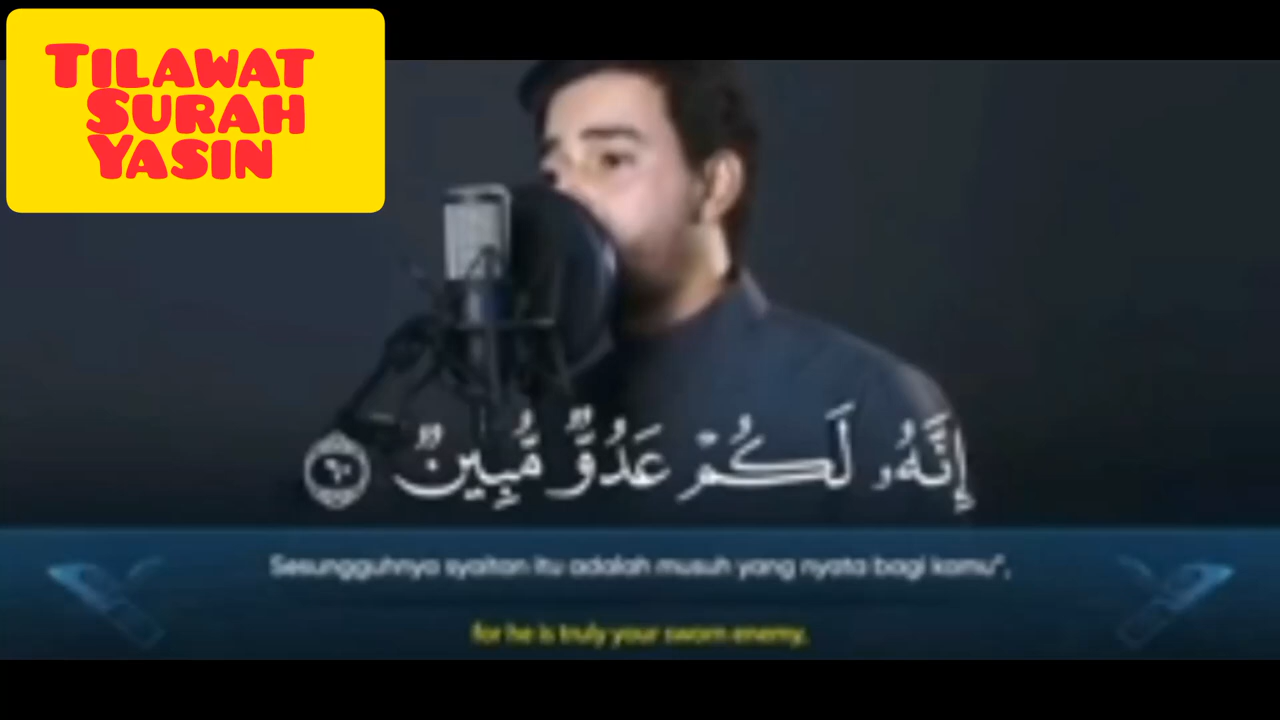 TILAWAT
SURAH
YASIN
إِنَّهُۥ لَكُمْ عَدُوٌّ مُّبِينٌ ٦٠
Sesungguhnya syaitan itu adalah musuh yang nyata bagi kamu",
for he is truly your sworn enemy,